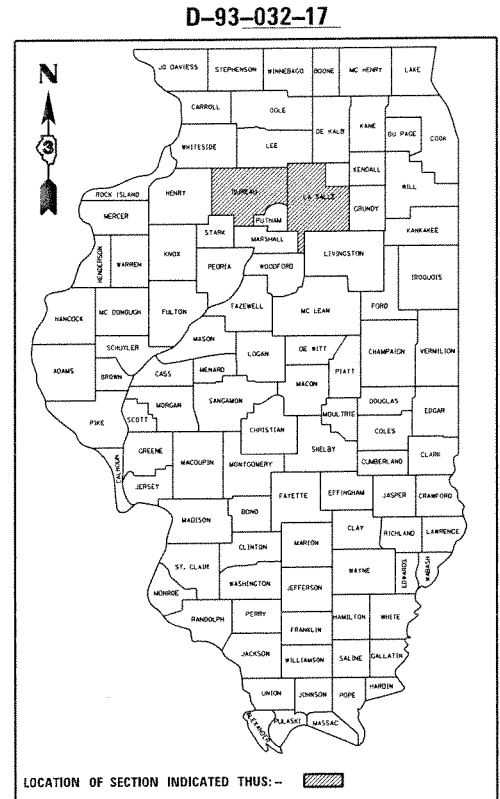 D-93-032-17
N
3
JO DAVIESS STEPHENSON WINNEBAGO BOONE MC HENRY LAKE
CARROLL OGLE
DE KALB KANE DU PAGE COOK
WHITESIDE LEE
KENDALL WILL
ROCK ISLAND HENRY BUREAU LA SALLE GRUNDY
MERCER PUTNAM
STARK MARSHALL KANKAKEE
HENDERSON WARREN KNOX PEORIA WOODFORD LIVINGSTON IROQUOIS
HANCOCK MC DONOUGH FULTON TAZEWELL MC LEAN FORD
MASON
SCHUYLER LOGAN DE WITT CHAMPAIGN VERMILION
ADAMS BROWN CASS MENARD MACON PIATT
MORGAN SANGAMON DOUGLAS EDGAR
PIKE SCOTT CHRISTIAN MOULTRIE COLES
GREENE SHELBY CUMBERLAND CLARK
CALHOUN JERSEY MACOUPIN MONTGOMERY
FAYETTE EFFINGHAM JASPER CRAWFORD
MADISON BOND
CLAY RICHLAND LAWRENCE
CLINTON MARION
ST. CLAIR WAYNE EDWARDS WABASH
WASHINGTON JEFFERSON
MONROE
RANDOLPH PERRY HAMILTON WHITE
FRANKLIN
JACKSON WILLIAMSON SALINE GALLATIN
UNION JOHNSON POPE HARDIN
ALEXANDER PULASKI MASSAC
LOCATION OF SECTION INDICATED THUS:-